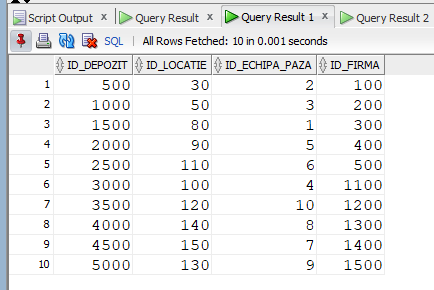 Script Output × Query Result × Query Result 1 × Query Result 2
SQL | All Rows Fetched: 10 in 0.001 seconds
ID_DEPOZIT ID_LOCATIE ID_ECHIPA_PAZA ID_FIRMA
1 500 30 2 100
2 1000 50 3 200
3 1500 80 1 300
4 2000 90 5 400
5 2500 110 6 500
6 3000 100 4 1100
7 3500 120 10 1200
8 4000 140 8 1300
9 4500 150 7 1400
10 5000 130 9 1500